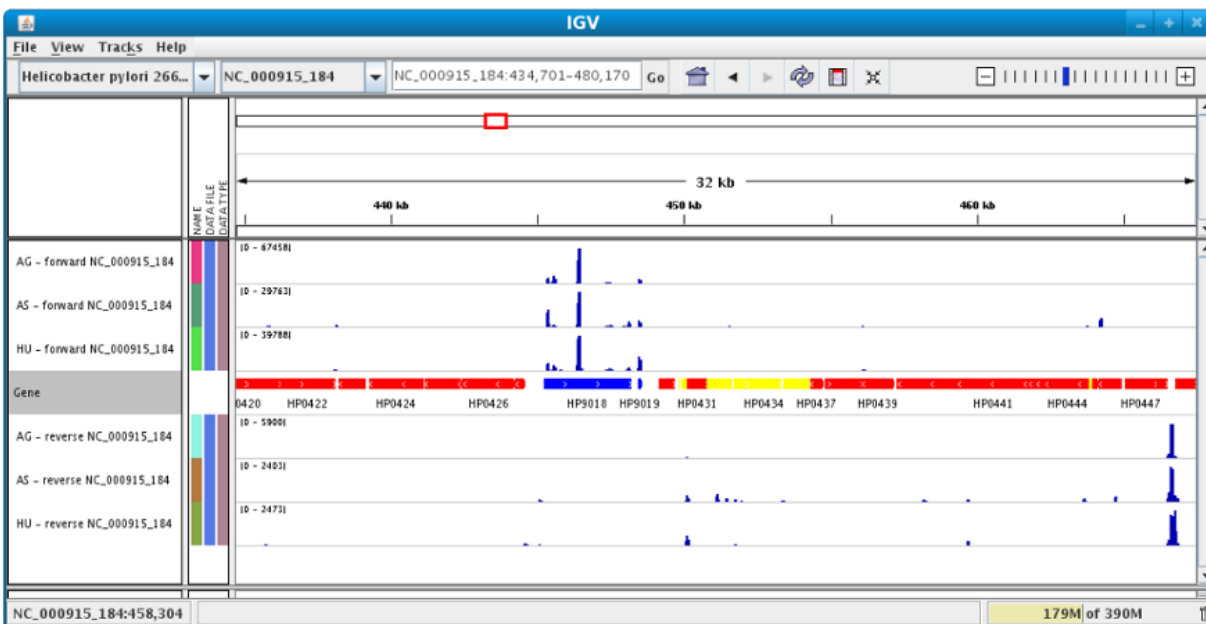 IGV
File View Tracks Help
Helicobacter pylori 266... NC_000915_184 NC_000915_184:434,701-480,170 Go
NAME
DATA FILE
DATA TYPE
32 kb
440 kb 450 kb 460 kb
AG - forward NC_000915_184 [0 - 67458]
AS - forward NC_000915_184 [0 - 29763]
HU - forward NC_000915_184 [0 - 39788]
Gene
0420 HP0422 HP0424 HP0426 HP9018 HP9019 HP0431 HP0434 HP0437 HP0439 HP0441 HP0444 HP0447
AG - reverse NC_000915_184 [0 - 5900]
AS - reverse NC_000915_184 [0 - 2403]
HU - reverse NC_000915_184 [0 - 2473]
NC_000915_184:458,304 179M of 390M